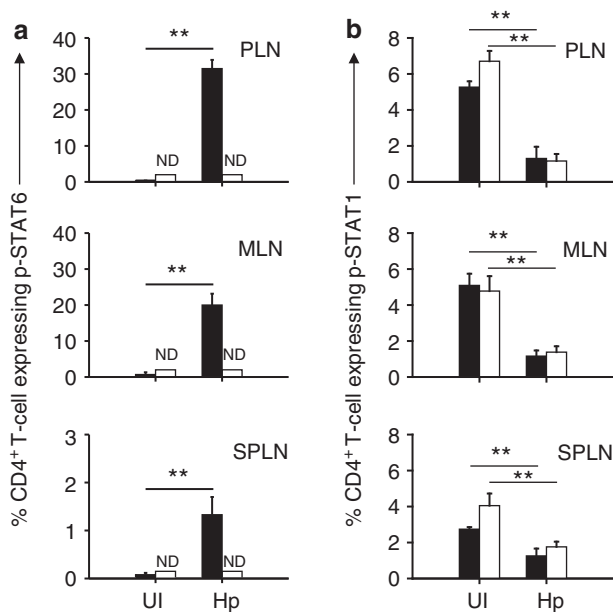 a
% CD4+ T-cell expressing p-STAT6
PLN
40
30
20
10
0
**
ND
ND
MLN
40
30
20
10
0
**
ND
ND
SPLN
3
2
1
0
**
ND
ND
UI
Hp
b
% CD4+ T-cell expressing p-STAT1
PLN
8
6
4
2
0
**
**
MLN
8
6
4
2
0
**
**
SPLN
8
6
4
2
0
**
**
UI
Hp